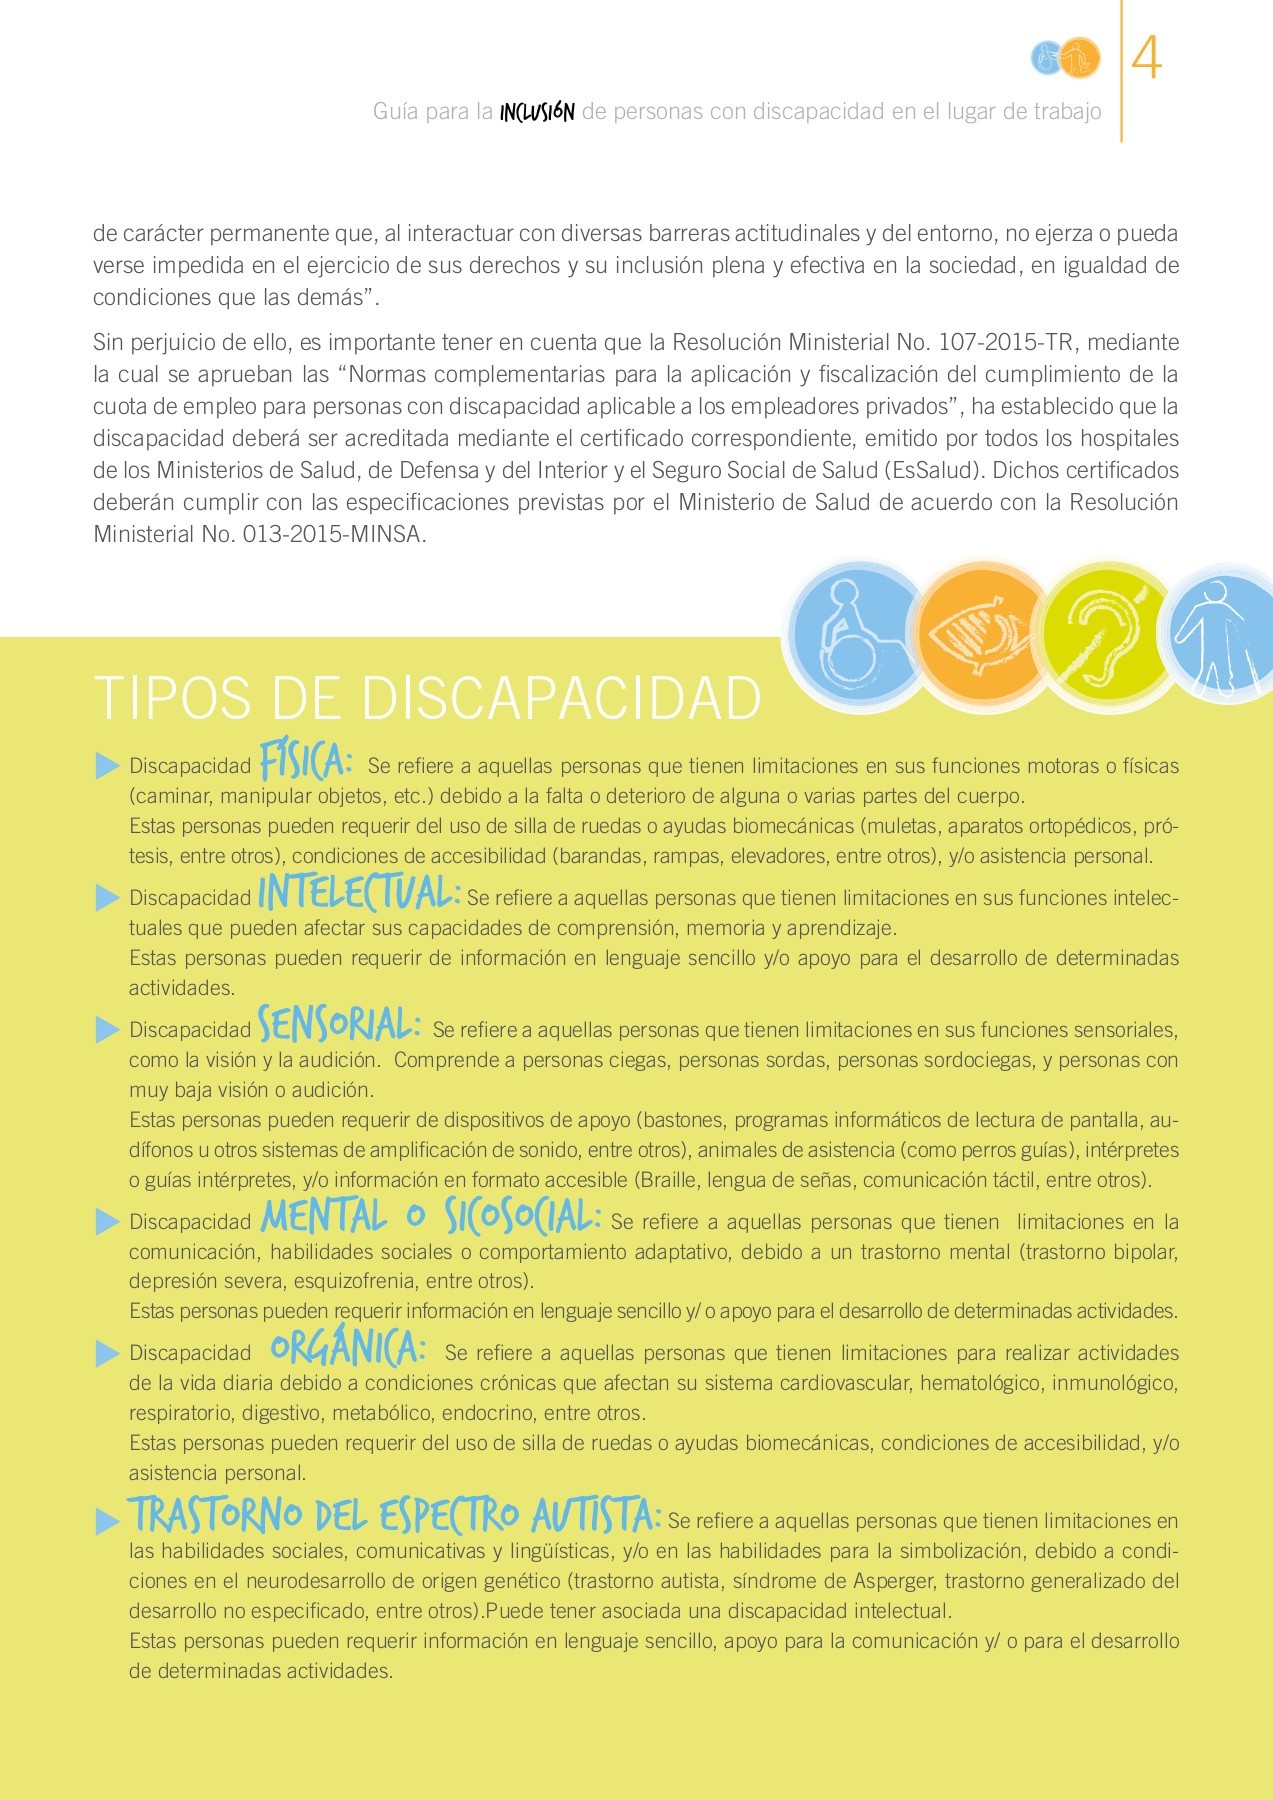 4
Guía para la INCLUSIÓN de personas con discapacidad en el lugar de trabajo
de carácter permanente que, al interactuar con diversas barreras actitudinales y del entorno, no ejerza o pueda
verse impedida en el ejercicio de sus derechos y su inclusión plena y efectiva en la sociedad, en igualdad de
condiciones que las demás”.
Sin perjuicio de ello, es importante tener en cuenta que la Resolución Ministerial No. 107-2015-TR, mediante
la cual se aprueban las “Normas complementarias para la aplicación y fiscalización del cumplimiento de la
cuota de empleo para personas con discapacidad aplicable a los empleadores privados”, ha establecido que la
discapacidad deberá ser acreditada mediante el certificado correspondiente, emitido por todos los hospitales
de los Ministerios de Salud, de Defensa y del Interior y el Seguro Social de Salud (EsSalud). Dichos certificados
deberán cumplir con las especificaciones previstas por el Ministerio de Salud de acuerdo con la Resolución
Ministerial No. 013-2015-MINSA.
TIPOS DE DISCAPACIDAD
Discapacidad FÍSICA: Se refiere a aquellas personas que tienen limitaciones en sus funciones motoras o físicas
(caminar, manipular objetos, etc.) debido a la falta o deterioro de alguna o varias partes del cuerpo.
Estas personas pueden requerir del uso de silla de ruedas o ayudas biomecánicas (muletas, aparatos ortopédicos, pró-
tesis, entre otros), condiciones de accesibilidad (barandas, rampas, elevadores, entre otros), y/o asistencia personal.
Discapacidad INTELECTUAL: Se refiere a aquellas personas que tienen limitaciones en sus funciones intelec-
tuales que pueden afectar sus capacidades de comprensión, memoria y aprendizaje.
Estas personas pueden requerir de información en lenguaje sencillo y/o apoyo para el desarrollo de determinadas
actividades.
Discapacidad SENSORIAL: Se refiere a aquellas personas que tienen limitaciones en sus funciones sensoriales,
como la visión y la audición. Comprende a personas ciegas, personas sordas, personas sordociegas, y personas con
muy baja visión o audición.
Estas personas pueden requerir de dispositivos de apoyo (bastones, programas informáticos de lectura de pantalla, au-
dífonos u otros sistemas de amplificación de sonido, entre otros), animales de asistencia (como perros guías), intérpretes
o guías intérpretes, y/o información en formato accesible (Braille, lengua de señas, comunicación táctil, entre otros).
Discapacidad MENTAL O SICOSOCIAL: Se refiere a aquellas personas que tienen limitaciones en la
comunicación, habilidades sociales o comportamiento adaptativo, debido a un trastorno mental (trastorno bipolar,
depresión severa, esquizofrenia, entre otros).
Estas personas pueden requerir información en lenguaje sencillo y/ o apoyo para el desarrollo de determinadas actividades.
Discapacidad ORGÁNICA: Se refiere a aquellas personas que tienen limitaciones para realizar actividades
de la vida diaria debido a condiciones crónicas que afectan su sistema cardiovascular, hematológico, inmunológico,
respiratorio, digestivo, metabólico, endocrino, entre otros.
Estas personas pueden requerir del uso de silla de ruedas o ayudas biomecánicas, condiciones de accesibilidad, y/o
asistencia personal.
TRASTORNO DEL ESPECTRO AUTISTA: Se refiere a aquellas personas que tienen limitaciones en
las habilidades sociales, comunicativas y lingüísticas, y/o en las habilidades para la simbolización, debido a condi-
ciones en el neurodesarrollo de origen genético (trastorno autista, síndrome de Asperger, trastorno generalizado del
desarrollo no especificado, entre otros).Puede tener asociada una discapacidad intelectual.
Estas personas pueden requerir información en lenguaje sencillo, apoyo para la comunicación y/ o para el desarrollo
de determinadas actividades.